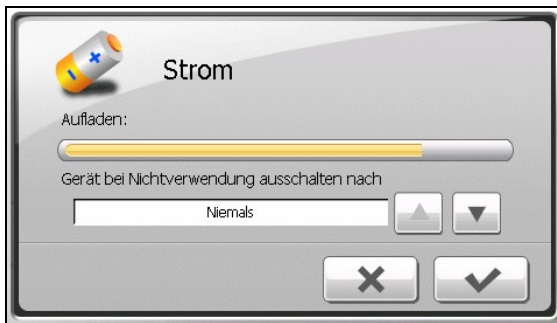 Strom
Aufladen:
Gerät bei Nichtverwendung ausschalten nach
Niemals